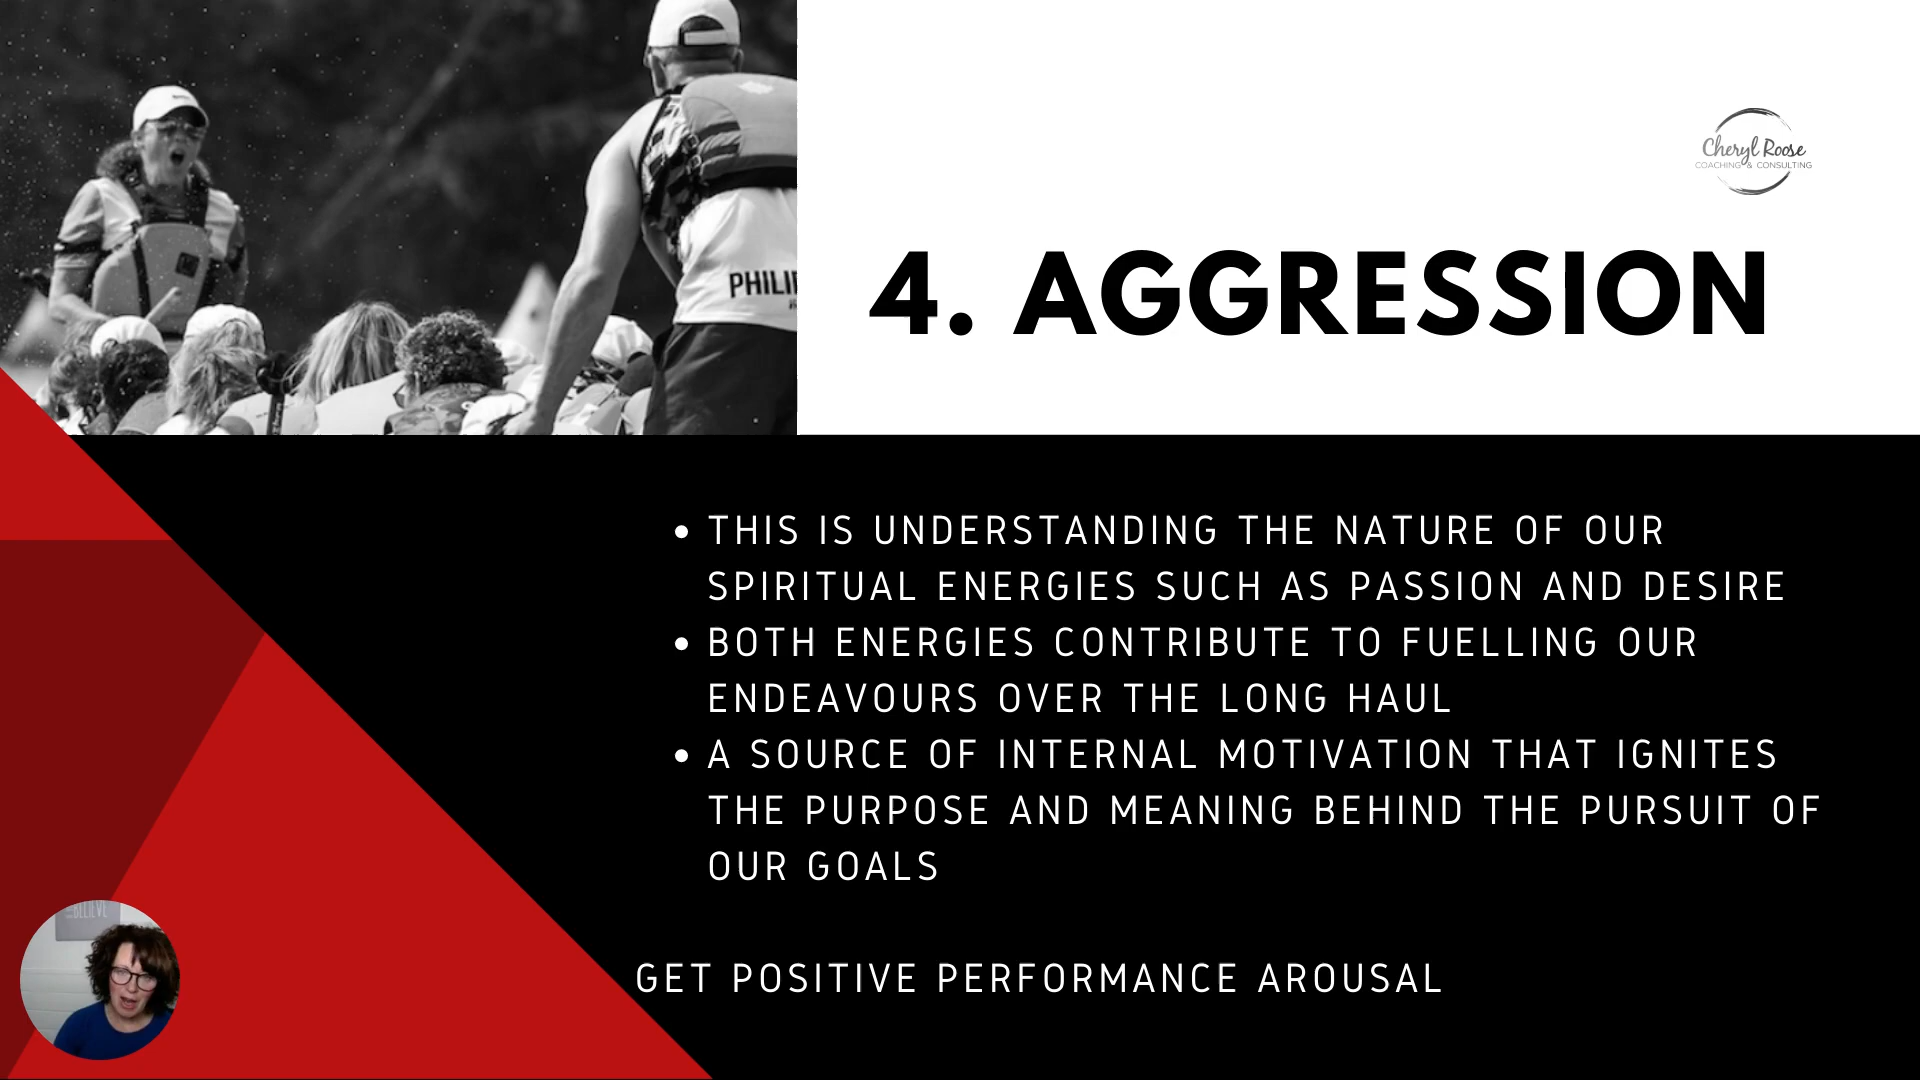 Cheryl Roose
COACHING & CONSULTING
4. AGGRESSION
PHILI
• THIS IS UNDERSTANDING THE NATURE OF OUR
SPIRITUAL ENERGIES SUCH AS PASSION AND DESIRE
• BOTH ENERGIES CONTRIBUTE TO FUELLING OUR
ENDEAVOURS OVER THE LONG HAUL
• A SOURCE OF INTERNAL MOTIVATION THAT IGNITES
THE PURPOSE AND MEANING BEHIND THE PURSUIT OF
OUR GOALS
BELIEVE
GET POSITIVE PERFORMANCE AROUSAL